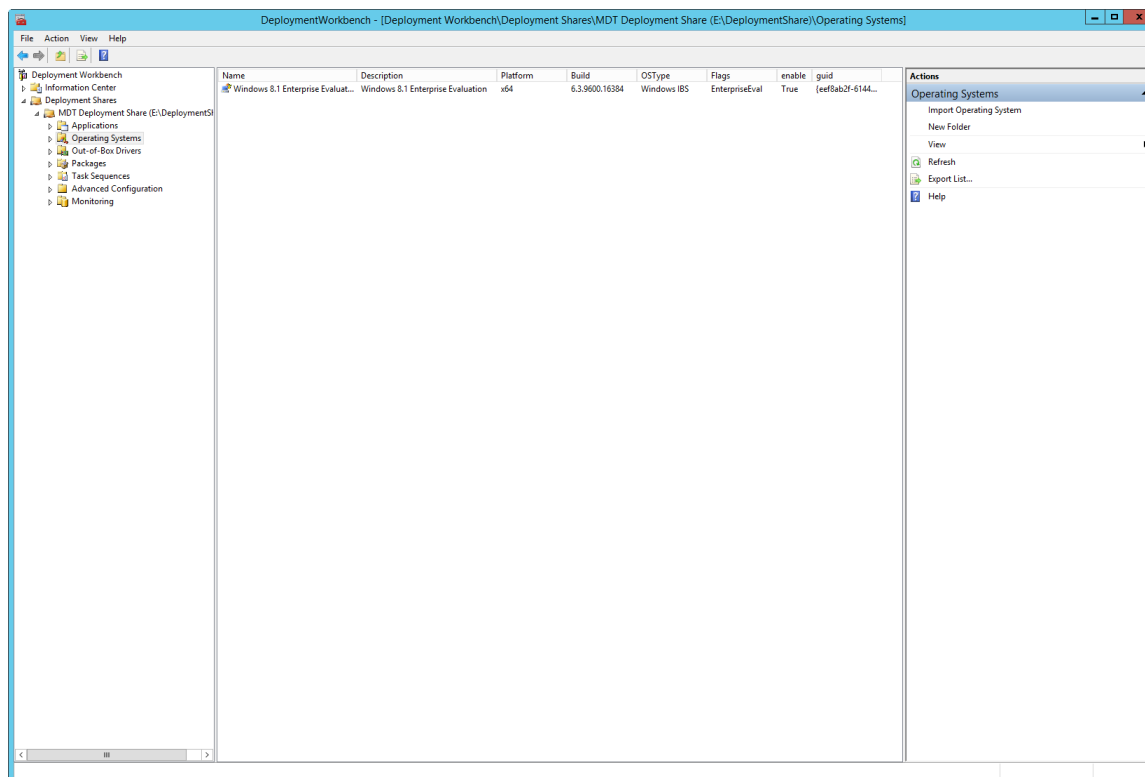 DeploymentWorkbench - [Deployment Workbench\Deployment Shares\MDT Deployment Share (E:\DeploymentShare)\Operating Systems]
File Action View Help
Deployment Workbench
Information Center
Deployment Shares
MDT Deployment Share (E:\DeploymentSh
Applications
Operating Systems
Out-of-Box Drivers
Packages
Task Sequences
Advanced Configuration
Monitoring
Name Description Platform Build OSType Flags enable guid
Windows 8.1 Enterprise Evaluat... Windows 8.1 Enterprise Evaluation x64 6.3.9600.16384 Windows IBS EnterpriseEval True {eef8ab2f-6144...
Actions
Operating Systems
Import Operating System
New Folder
View
Refresh
Export List...
Help